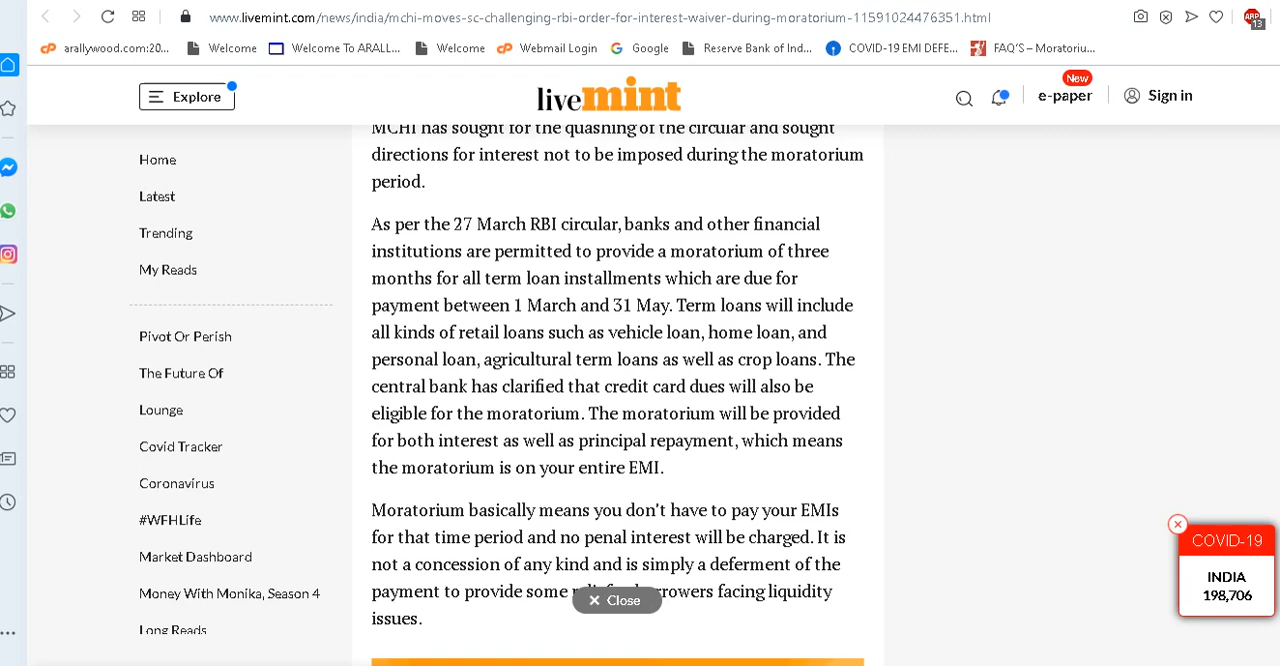 www.livemint.com/news/india/mchi-moves-sc-challenging-rbi-order-for-interest-waiver-during-moratorium-11591024476351.html
ABP
13
arallywood.com:20...
Welcome
Welcome To ARALL...
Welcome
Webmail Login
Google
Reserve Bank of Ind...
COVID-19 EMI DEFE...
FAQ'S – Moratoriu...
Explore
livemint
New
e-paper
Sign in
Home
Latest
Trending
My Reads
Pivot Or Perish
The Future Of
Lounge
Covid Tracker
Coronavirus
#WFHLife
Market Dashboard
Money With Monika, Season 4
Long Reads
MCHI has sought for the quashing of the circular and sought
directions for interest not to be imposed during the moratorium
period.
As per the 27 March RBI circular, banks and other financial
institutions are permitted to provide a moratorium of three
months for all term loan installments which are due for
payment between 1 March and 31 May. Term loans will include
all kinds of retail loans such as vehicle loan, home loan, and
personal loan, agricultural term loans as well as crop loans. The
central bank has clarified that credit card dues will also be
eligible for the moratorium. The moratorium will be provided
for both interest as well as principal repayment, which means
the moratorium is on your entire EMI.
Moratorium basically means you don't have to pay your EMIs
for that time period and no penal interest will be charged. It is
not a concession of any kind and is simply a deferment of the
payment to provide some facing liquidity
issues.
Close
COVID-19
INDIA
198,706